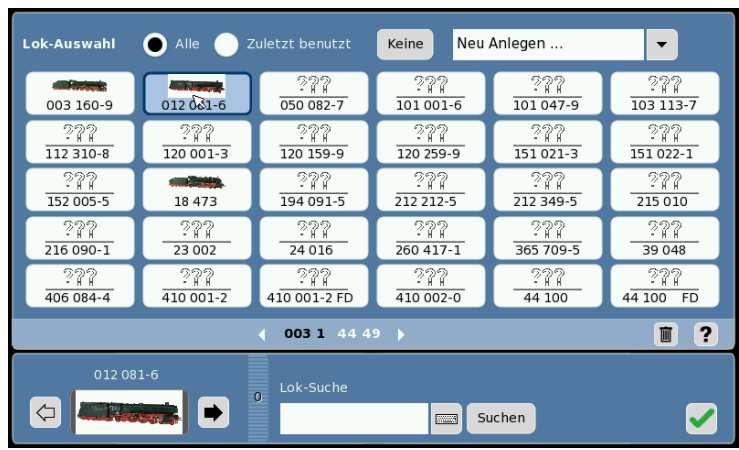 Lok-Auswahl Alle Zuletzt benutzt Keine Neu Anlegen ...
??? ??? ??? ???
003 160-9 012 081-6 050 082-7 101 001-6 101 047-9 103 113-7
??? ??? ??? ??? ??? ???
112 310-8 120 001-3 120 159-9 120 259-9 151 021-3 151 022-1
??? ??? ??? ??? ???
152 005-5 18 473 194 091-5 212 212-5 212 349-5 215 010
??? ??? ??? ??? ??? ???
216 090-1 23 002 24 016 260 417-1 365 709-5 39 048
??? ??? ??? ??? ??? ???
406 084-4 410 001-2 410 001-2 FD 410 002-0 44 100 44 100 FD
003 1 44 49 ?
012 081-6
Lok-Suche
0
Suchen